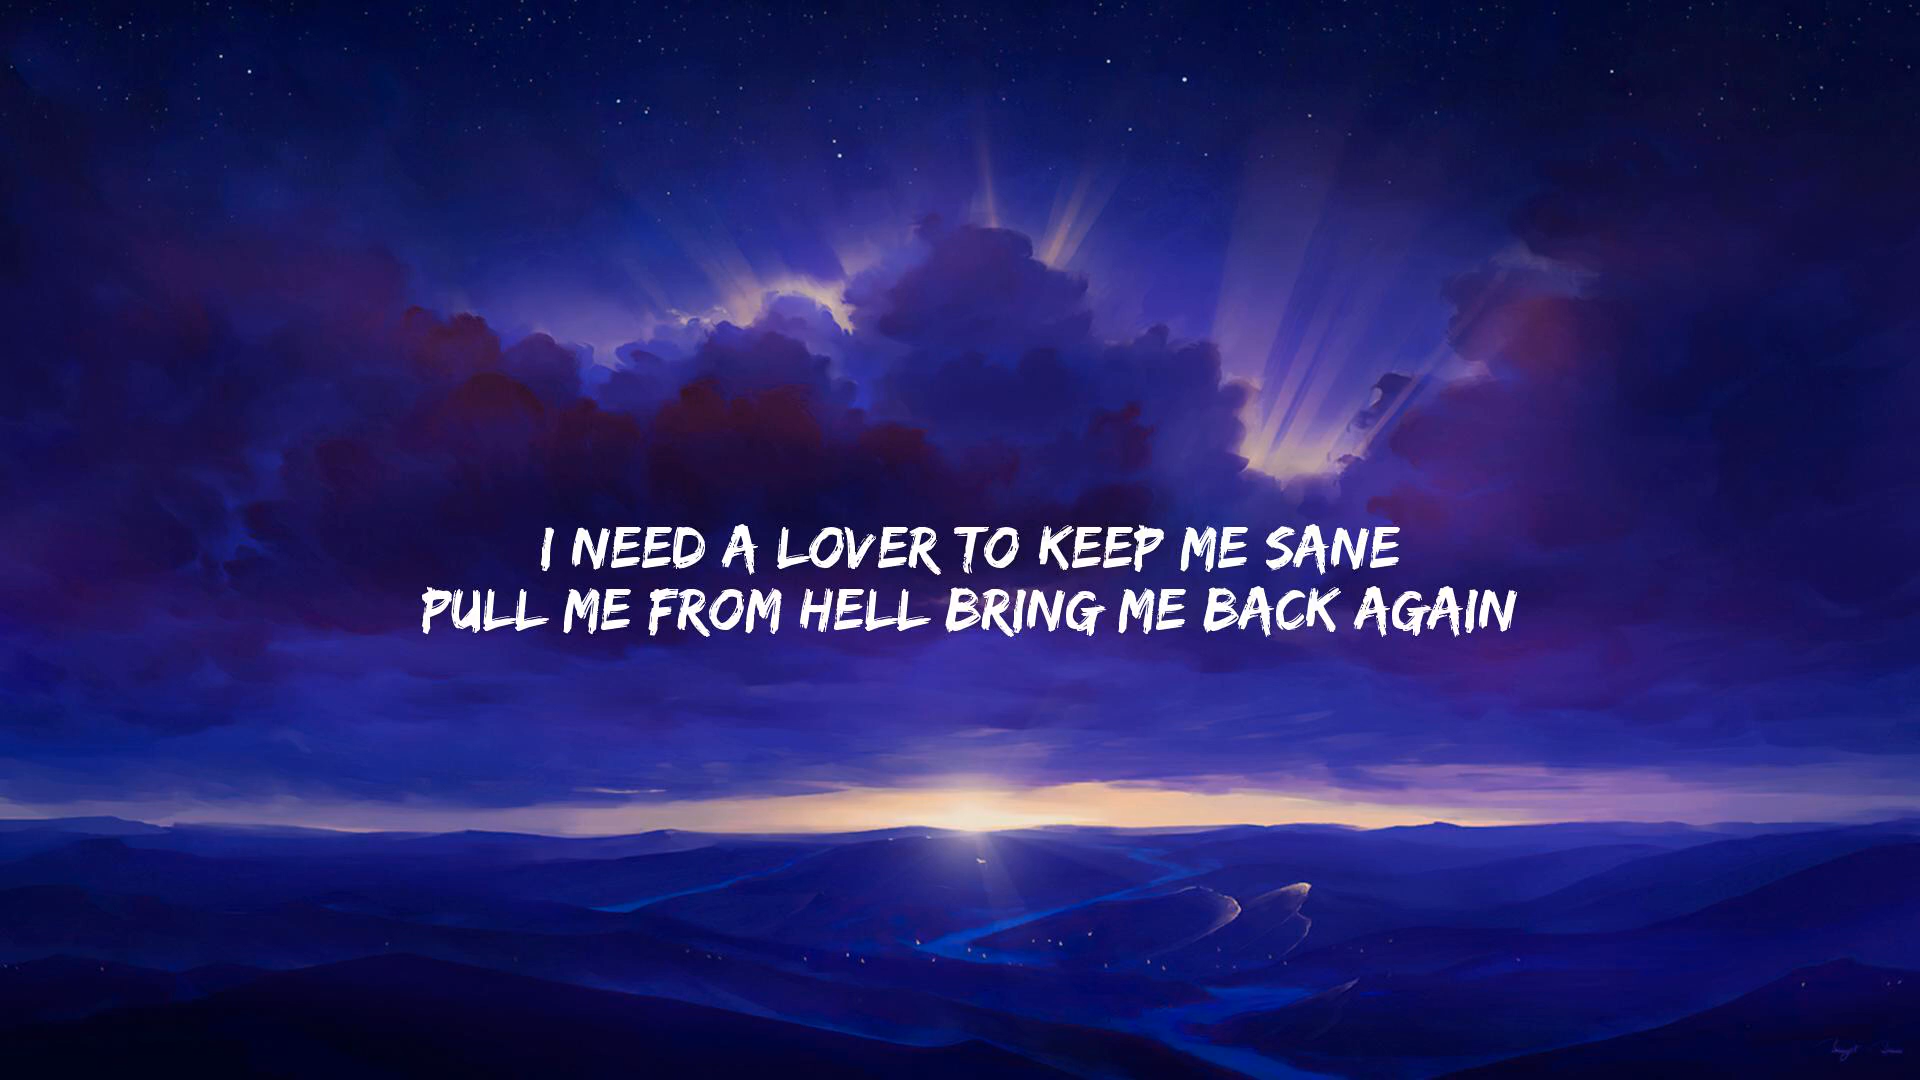 I NEED A LOVER TO KEEP ME SANE
PULL ME FROM HELL BRING ME BACK AGAIN